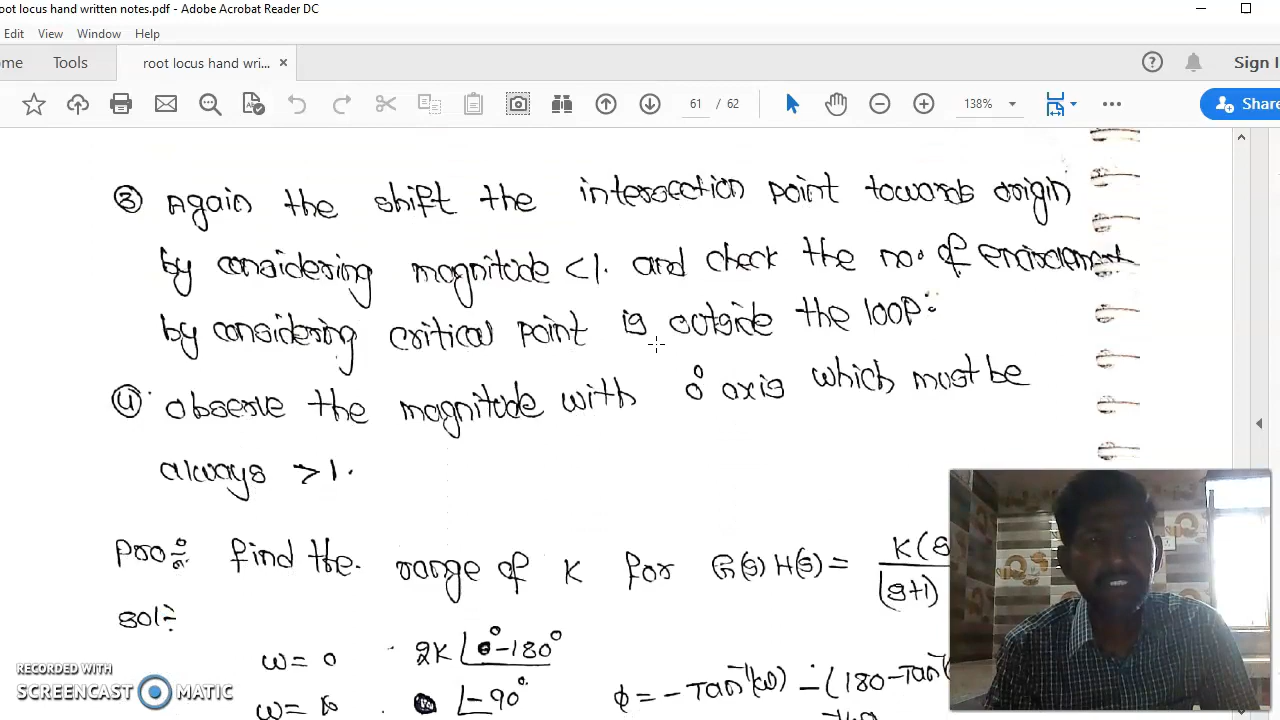 root locus hand written notes.pdf - Adobe Acrobat Reader DC
Edit View Window Help
ome Tools root locus hand wri... × Sign I
61 / 62 138% Share
③ Again the shift the intersection point towards origin
by considering magnitude <1. and check the no. of encirclement
by considering critical point is outside the loop:
④ observe the magnitude with 0° axis which must be
always >1.
Pro:- find the range of K for G(s) H(s) = K(s
(s+1)
sol:-
ω= 0 2K ∠0°-180°
ω= ∠-90° φ = -Tan⁻¹(ω) - (180-Tan⁻¹(
RECORDED WITH
SCREENCAST MATIC